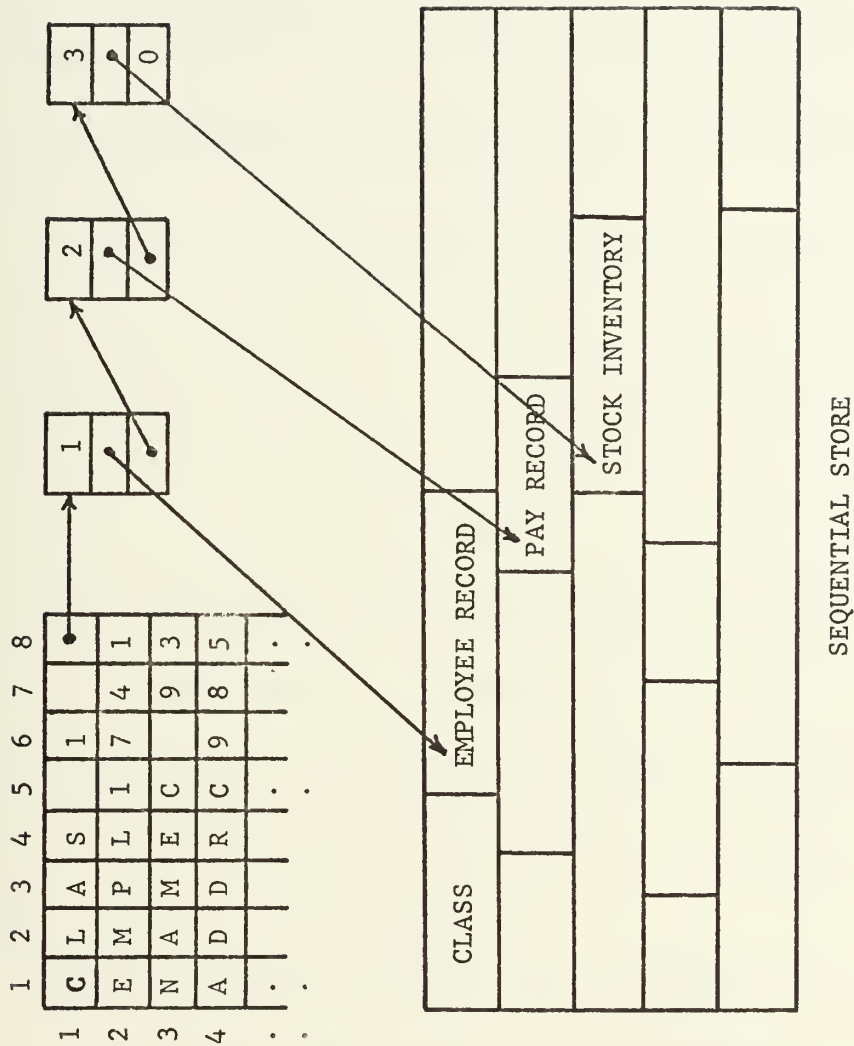 1 2 3 4 5 6 7 8
1 C L A S 1
2 E M P L 1 7 4 1
3 N A M E C 9 3
4 A D D R C 9 8 5
1
2
3
0
CLASS
EMPLOYEE RECORD
PAY RECORD
STOCK INVENTORY
SEQUENTIAL STORE